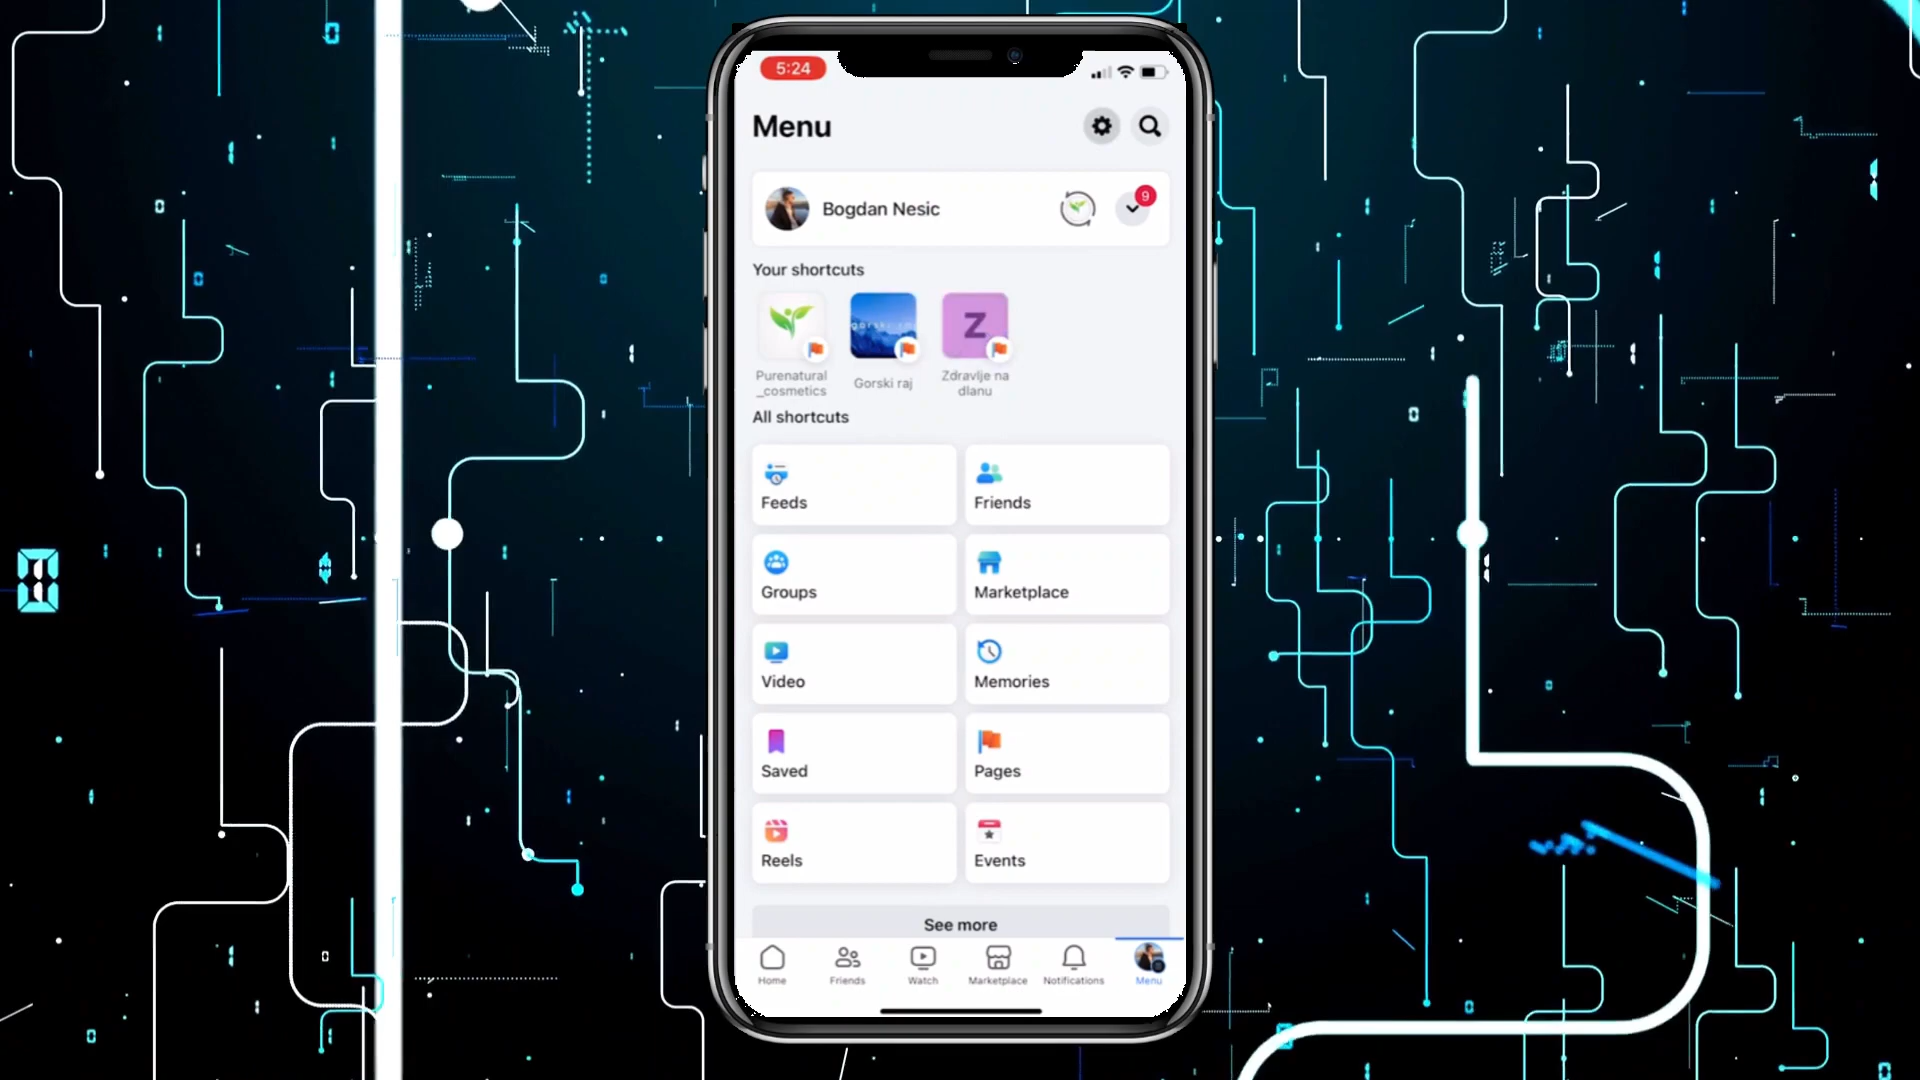 5:24
Menu
Bogdan Nesic
9
Your shortcuts
Z
Purenatural
_cosmetics
Gorski raj
Zdravlje na
dlanu
All shortcuts
Feeds
Friends
Groups
Marketplace
Video
Memories
Saved
Pages
Reels
Events
See more
Home
Friends
Watch
Marketplace
Notifications
Menu